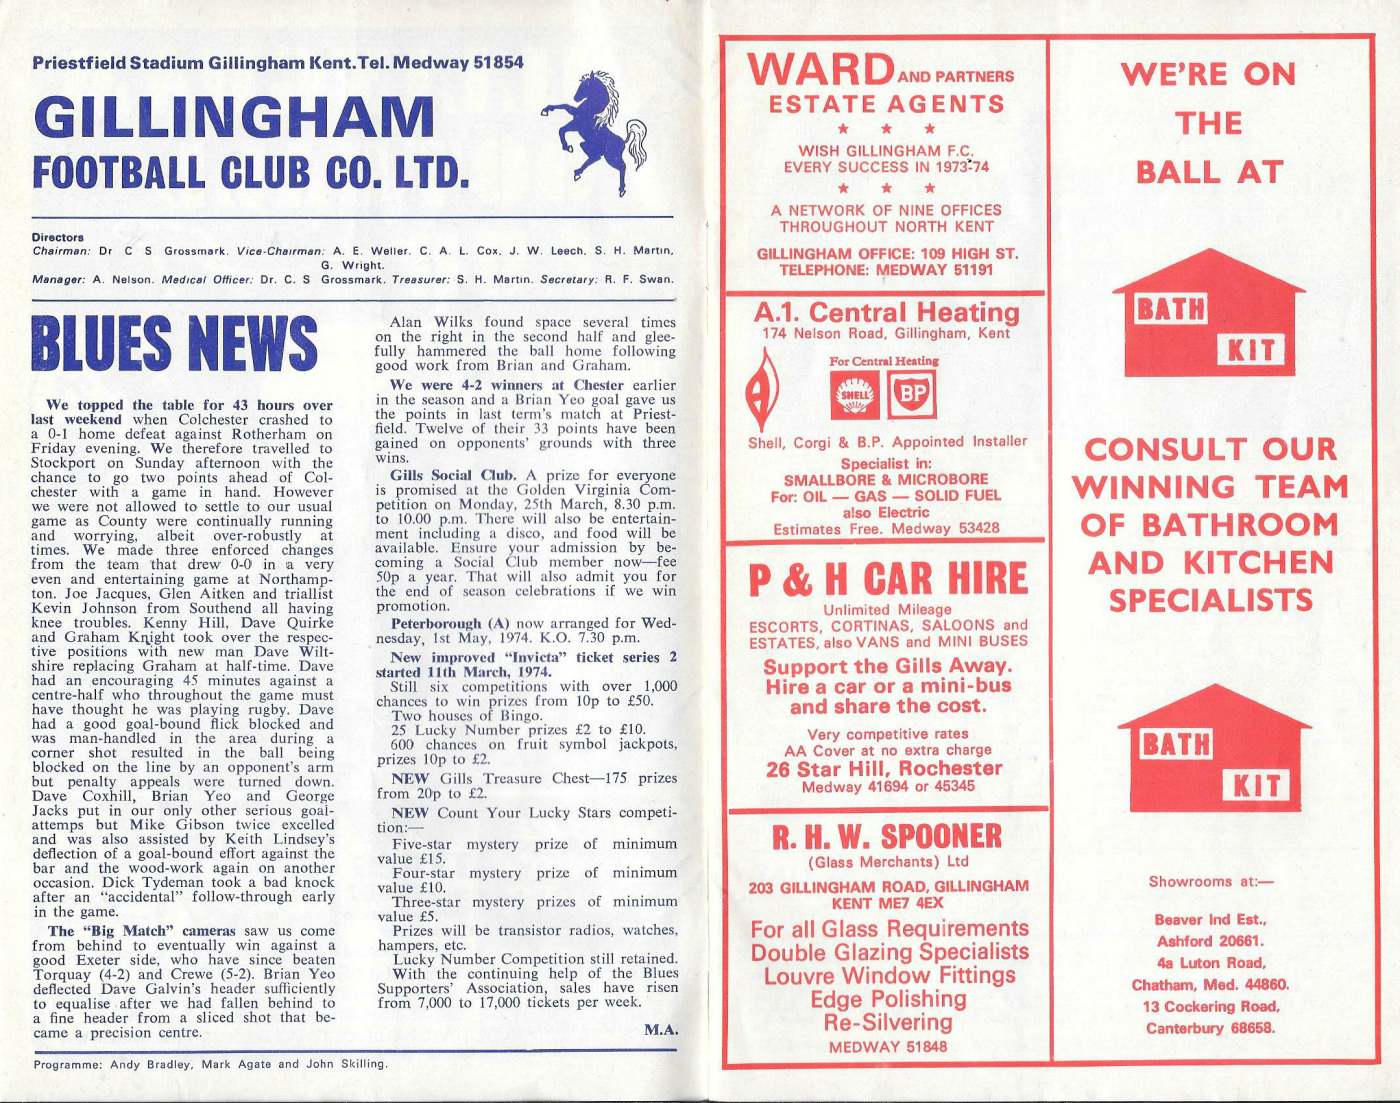 Priestfield Stadium Gillingham Kent. Tel. Medway 51854
GILLINGHAM
FOOTBALL CLUB CO. LTD.
Directors
Chairman: Dr C S Grossmark. Vice-Chairman: A. E. Weller. C. A. L. Cox. J. W. Leech. S. H. Martin.
G. Wright.
Manager: A. Nelson. Medical Officer: Dr. C. S Grossmark. Treasurer: S. H. Martin. Secretary: R. F. Swan.
BLUES NEWS
We topped the table for 43 hours over
last weekend when Colchester crashed to
a 0-1 home defeat against Rotherham on
Friday evening. We therefore travelled to
Stockport on Sunday afternoon with the
chance to go two points ahead of Col-
chester with a game in hand. However
we were not allowed to settle to our usual
game as County were continually running
and worrying, albeit over-robustly at
times. We made three enforced changes
from the team that drew 0-0 in a very
even and entertaining game at Northamp-
ton. Joe Jacques, Glen Aitken and triallist
Kevin Johnson from Southend all having
knee troubles. Kenny Hill, Dave Quirke
and Graham Knight took over the respec-
tive positions with new man Dave Wilt-
shire replacing Graham at half-time. Dave
had an encouraging 45 minutes against a
centre-half who throughout the game must
have thought he was playing rugby. Dave
had a good goal-bound flick blocked and
was man-handled in the area during a
corner shot resulted in the ball being
blocked on the line by an opponent's arm
but penalty appeals were turned down.
Dave Coxhill, Brian Yeo and George
Jacks put in our only other serious goal-
attemps but Mike Gibson twice excelled
and was also assisted by Keith Lindsey's
deflection of a goal-bound effort against the
bar and the wood-work again on another
occasion. Dick Tydeman took a bad knock
after an "accidental" follow-through early
in the game.
The "Big Match" cameras saw us come
from behind to eventually win against a
good Exeter side, who have since beaten
Torquay (4-2) and Crewe (5-2). Brian Yeo
deflected Dave Galvin's header sufficiently
to equalise after we had fallen behind to
a fine header from a sliced shot that be-
came a precision centre.
Alan Wilks found space several times
on the right in the second half and glee-
fully hammered the ball home following
good work from Brian and Graham.
We were 4-2 winners at Chester earlier
in the season and a Brian Yeo goal gave us
the points in last term's match at Priest-
field. Twelve of their 33 points have been
gained on opponents' grounds with three
wins.
Gills Social Club. A prize for everyone
is promised at the Golden Virginia Com-
petition on Monday, 25th March, 8.30 p.m.
to 10.00 p.m. There will also be entertain-
ment including a disco, and food will be
available. Ensure your admission by be-
coming a Social Club member now—fee
50p a year. That will also admit you for
the end of season celebrations if we win
promotion.
Peterborough (A) now arranged for Wed-
nesday, 1st May, 1974. K.O. 7.30 p.m.
New improved "Invicta" ticket series 2
started 11th March, 1974.
Still six competitions with over 1,000
chances to win prizes from 10p to £50.
Two houses of Bingo.
25 Lucky Number prizes £2 to £10.
600 chances on fruit symbol jackpots,
prizes 10p to £2.
NEW Gills Treasure Chest—175 prizes
from 20p to £2.
NEW Count Your Lucky Stars competi-
tion:—
Five-star mystery prize of minimum
value £15.
Four-star mystery prize of minimum
value £10.
Three-star mystery prizes of minimum
value £5.
Prizes will be transistor radios, watches,
hampers, etc.
Lucky Number Competition still retained.
With the continuing help of the Blues
Supporters' Association, sales have risen
from 7,000 to 17,000 tickets per week.
M.A.
Programme: Andy Bradley, Mark Agate and John Skilling.
WARD AND PARTNERS
ESTATE AGENTS
★ ★ ★
WISH GILLINGHAM F.C.
EVERY SUCCESS IN 1973-74
★ ★ ★
A NETWORK OF NINE OFFICES
THROUGHOUT NORTH KENT
GILLINGHAM OFFICE: 109 HIGH ST.
TELEPHONE: MEDWAY 51191
A.1. Central Heating
174 Nelson Road, Gillingham, Kent
For Central Heating
A
SHELL
BP
Shell, Corgi & B.P. Appointed Installer
Specialist in:
SMALLBORE & MICROBORE
For: OIL — GAS — SOLID FUEL
also Electric
Estimates Free. Medway 53428
P & H CAR HIRE
Unlimited Mileage
ESCORTS, CORTINAS, SALOONS and
ESTATES, also VANS and MINI BUSES
Support the Gills Away.
Hire a car or a mini-bus
and share the cost.
Very competitive rates
AA Cover at no extra charge
26 Star Hill, Rochester
Medway 41694 or 45345
R. H. W. SPOONER
(Glass Merchants) Ltd
203 GILLINGHAM ROAD, GILLINGHAM
KENT ME7 4EX
For all Glass Requirements
Double Glazing Specialists
Louvre Window Fittings
Edge Polishing
Re-Silvering
MEDWAY 51848
WE'RE ON
THE
BALL AT
BATH
KIT
CONSULT OUR
WINNING TEAM
OF BATHROOM
AND KITCHEN
SPECIALISTS
BATH
KIT
Showrooms at:—
Beaver Ind Est.,
Ashford 20661.
4a Luton Road,
Chatham, Med. 44860.
13 Cockering Road,
Canterbury 68658.